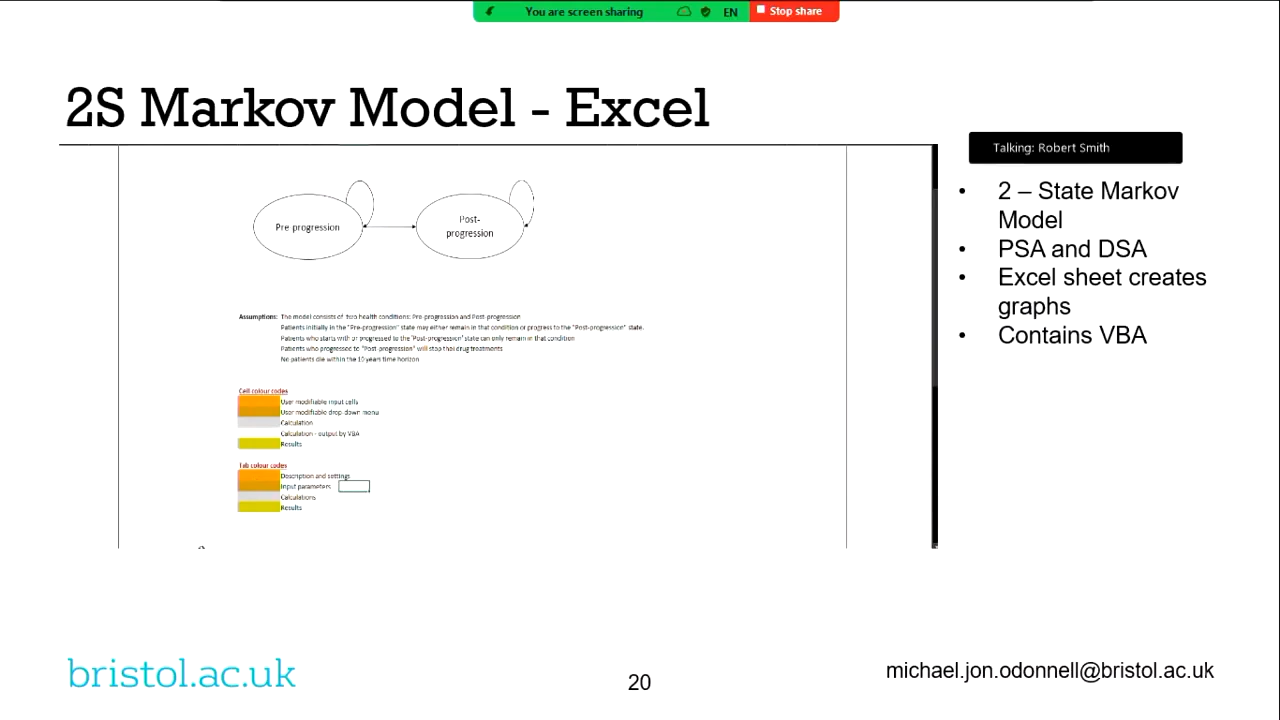 You are screen sharing EN Stop share
2S Markov Model - Excel
Talking: Robert Smith
Pre progression
Post-
progression
• 2 – State Markov
Model
• PSA and DSA
• Excel sheet creates
graphs
• Contains VBA
Assumptions: The model consists of two health conditions: Pre-progression and Post-progression
Patients initially in the "Pre-progression" state may either remain in that condition or progress to the "Post-progression" state.
Patients who starts with or progressed to the "Post-progression" state can only remain in that condition
Patients who progressed to "Post progression" will stop their drug treatments
No patients die within the 10 years time horizon
Cell colour codes
User modifiable input cells
User modifiable drop-down menu
Calculation
Calculation - output by VBA
Results
Tab colour codes
Description and settings
Input parameters
Calculations
Results
bristol.ac.uk
20
michael.jon.odonnell@bristol.ac.uk